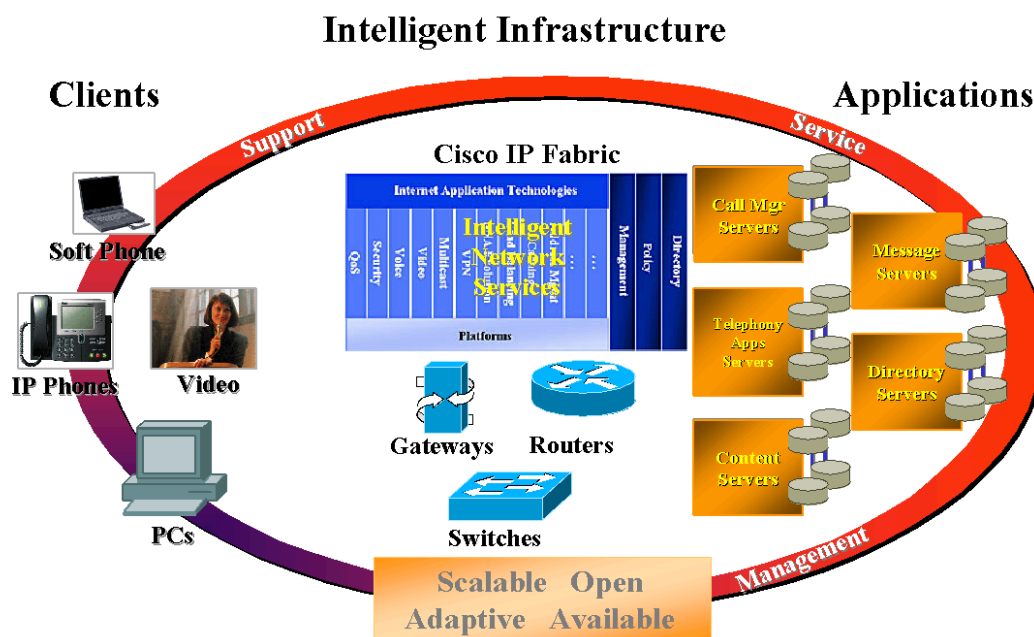 Intelligent Infrastructure
Clients
Applications
Support
Service
Management
Soft Phone
IP Phones
Video
PCs
Cisco IP Fabric
Internet Application Technologies
QoS
Security
Voice
Video
Multicast
VPN
...
...
Intelligent
Network
Services
Platforms
Management
Policy
Directory
Gateways
Routers
Switches
Call Mgr
Servers
Message
Servers
Telephony
Apps
Servers
Directory
Servers
Content
Servers
Scalable Open
Adaptive Available